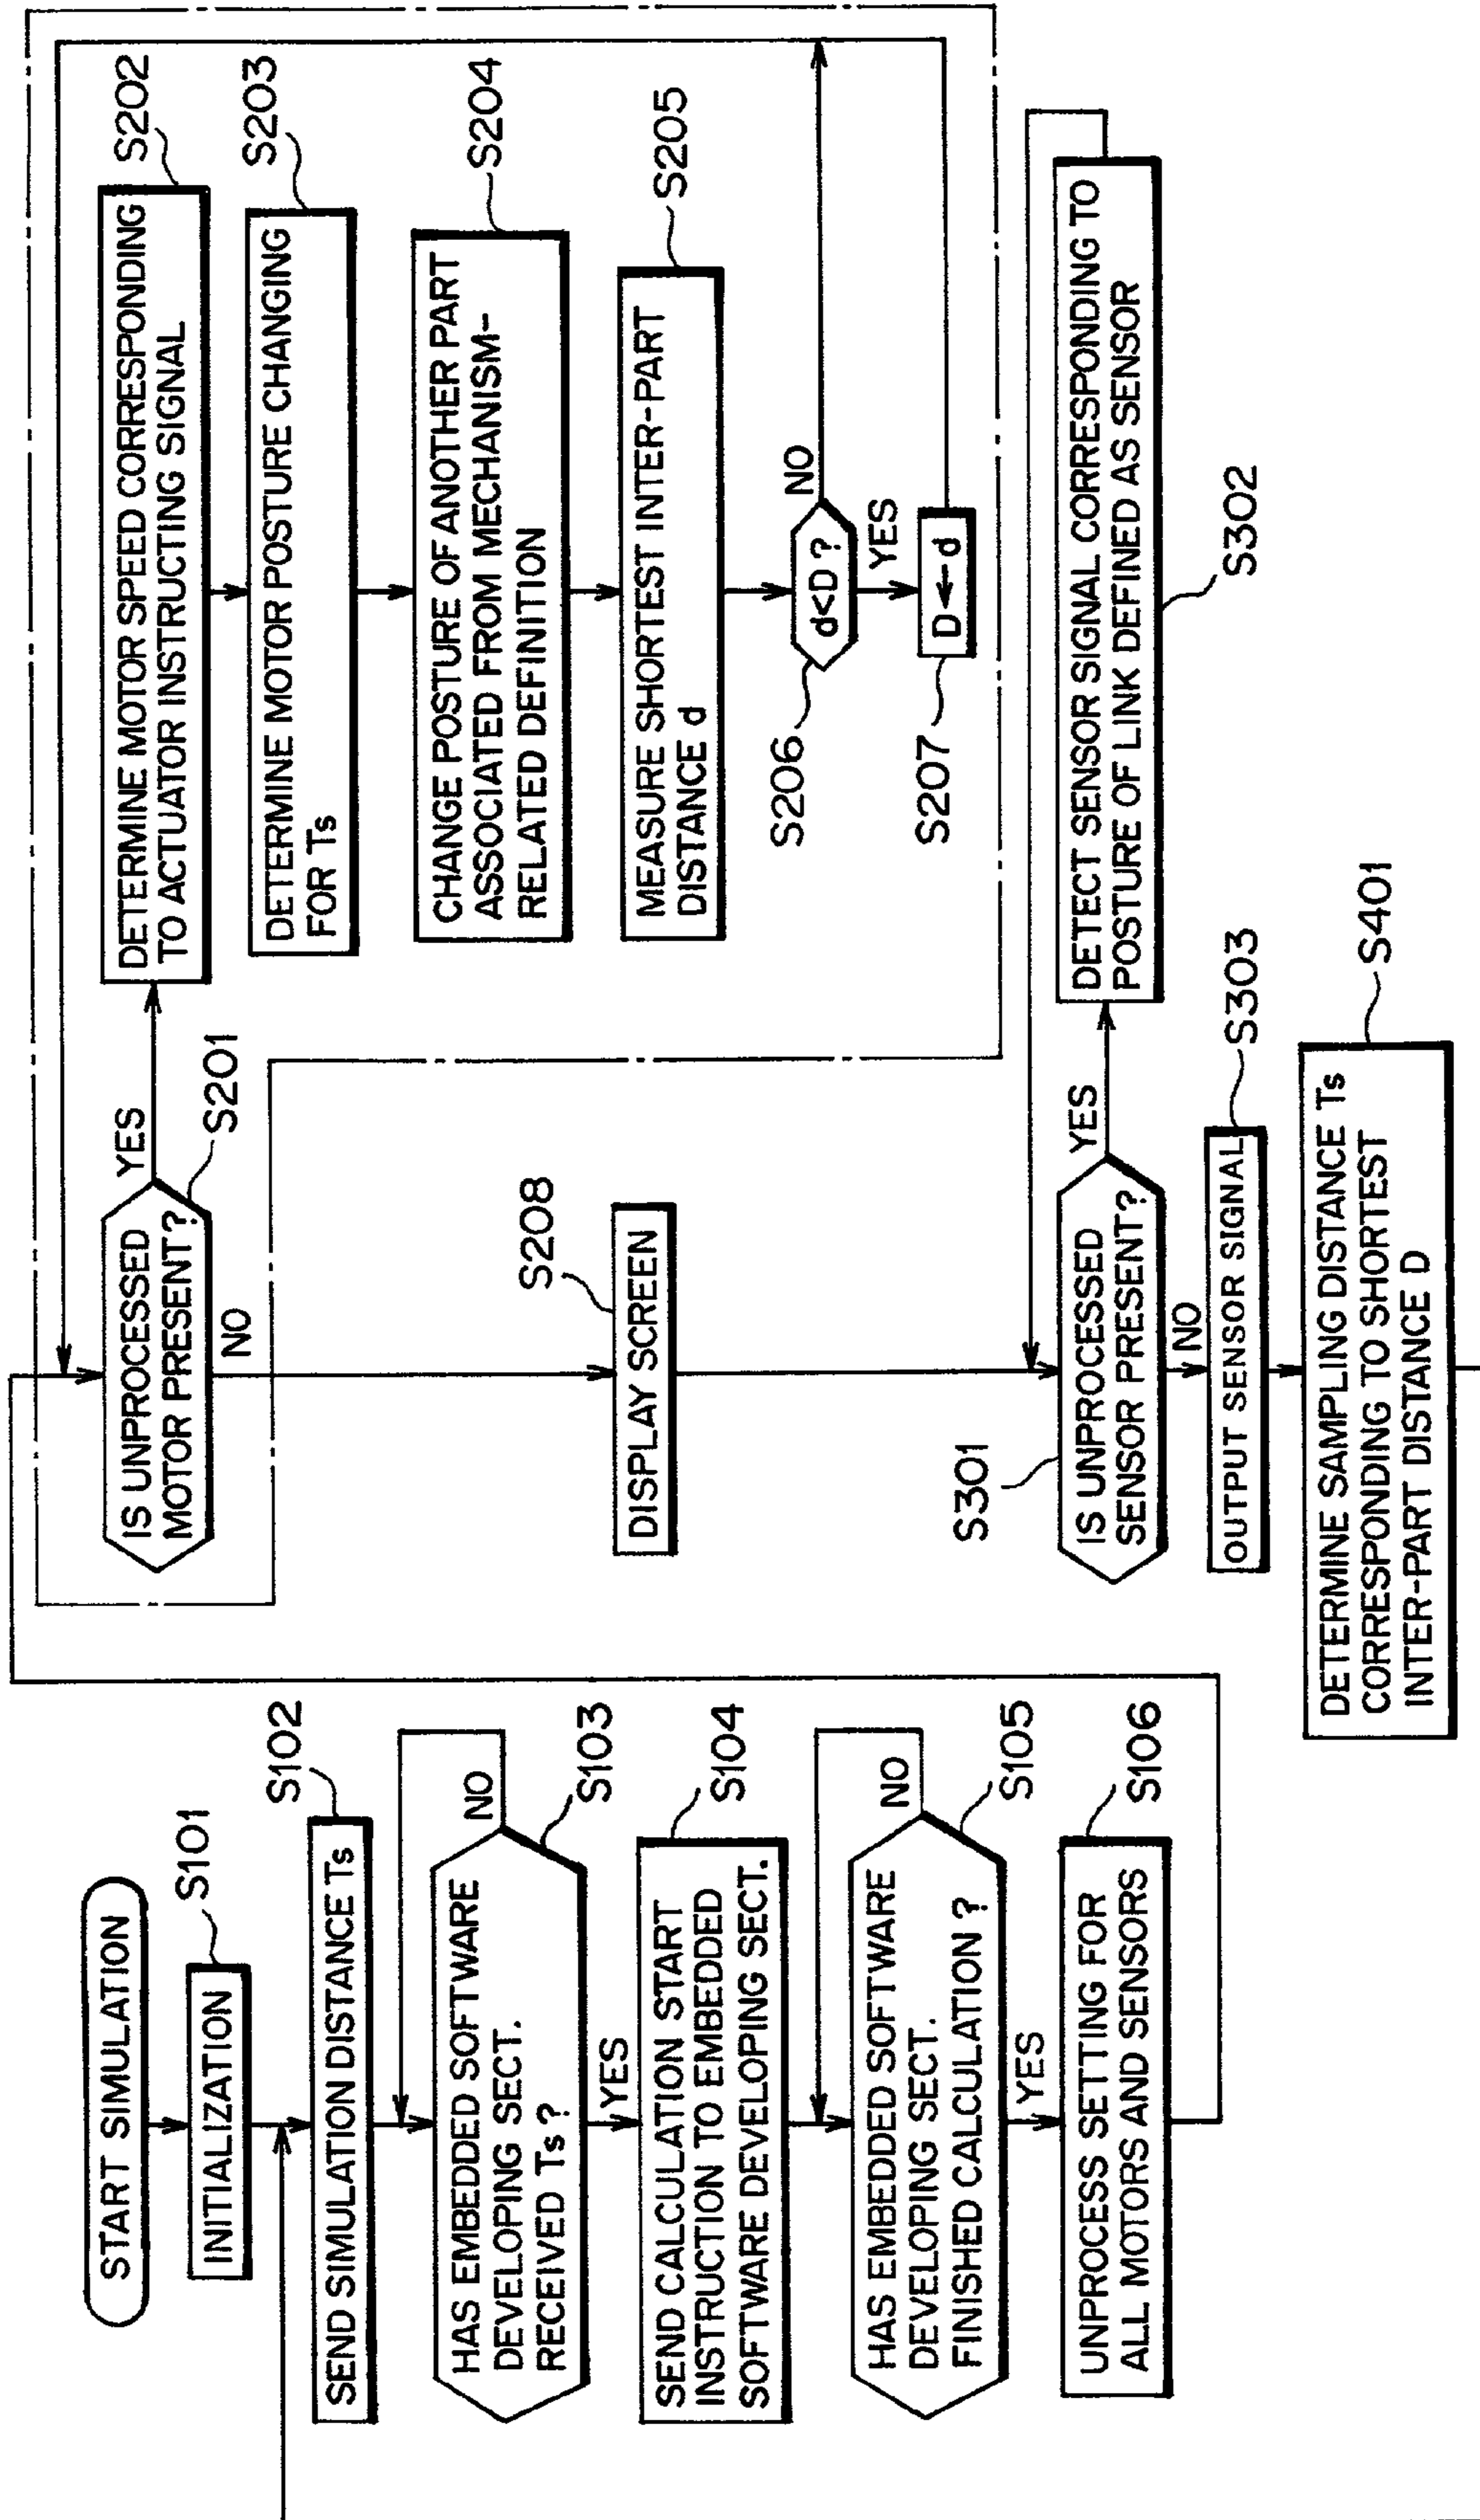 START SIMULATION
INITIALIZATION
S101
SEND SIMULATION DISTANCE Ts
S102
HAS EMBEDDED SOFTWARE
DEVELOPING SECT.
RECEIVED Ts ?
NO
S103
YES
SEND CALCULATION START
INSTRUCTION TO EMBEDDED
SOFTWARE DEVELOPING SECT.
S104
HAS EMBEDDED SOFTWARE
DEVELOPING SECT.
FINISHED CALCULATION ?
NO
S105
YES
UNPROCESS SETTING FOR
ALL MOTORS AND SENSORS
S106
IS UNPROCESSED
MOTOR PRESENT?
YES
S201
NO
DETERMINE MOTOR SPEED CORRESPONDING
TO ACTUATOR INSTRUCTING SIGNAL
S202
DETERMINE MOTOR POSTURE CHANGING
FOR Ts
S203
CHANGE POSTURE OF ANOTHER PART
ASSOCIATED FROM MECHANISM-
RELATED DEFINITION
S204
MEASURE SHORTEST INTER-PART
DISTANCE d
S205
d<D ?
NO
S206
YES
D ← d
S207
DISPLAY SCREEN
S208
IS UNPROCESSED
SENSOR PRESENT?
S301
YES
NO
DETECT SENSOR SIGNAL CORRESPONDING TO
POSTURE OF LINK DEFINED AS SENSOR
S302
OUTPUT SENSOR SIGNAL
S303
DETERMINE SAMPLING DISTANCE Ts
CORRESPONDING TO SHORTEST
INTER-PART DISTANCE D
S401